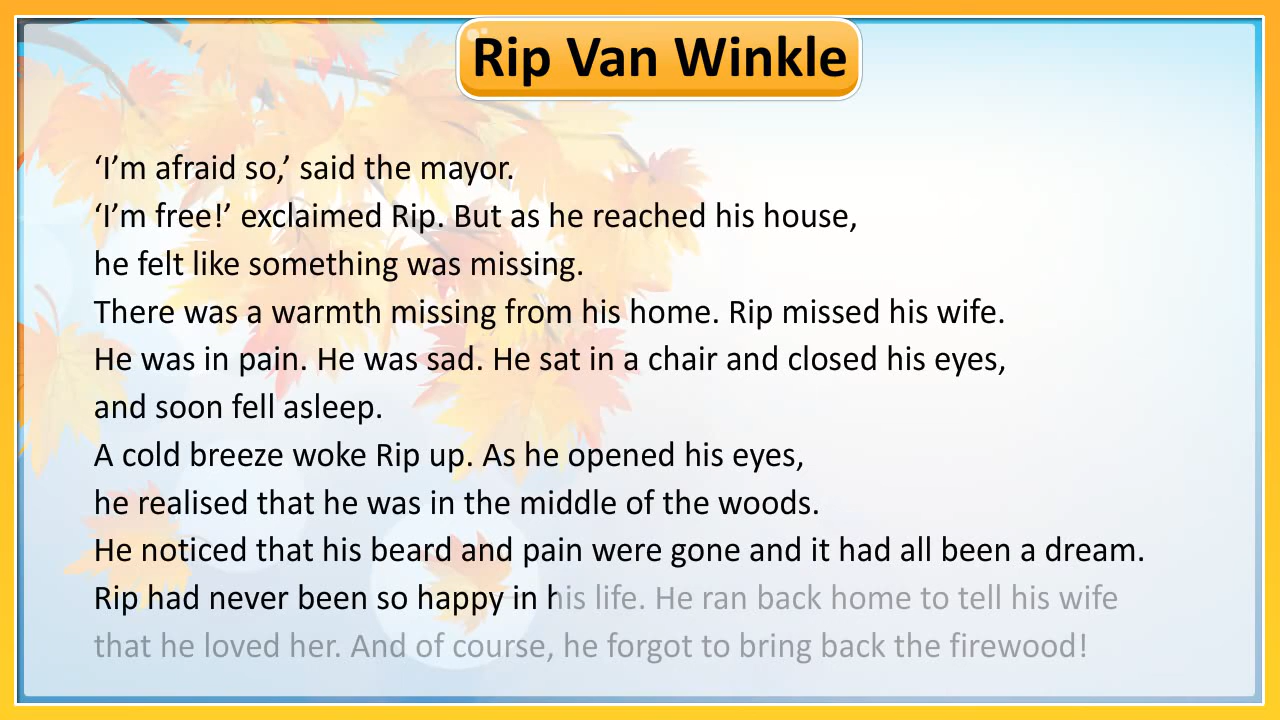 Rip Van Winkle
‘I’m afraid so,’ said the mayor.
‘I’m free!’ exclaimed Rip. But as he reached his house,
he felt like something was missing.
There was a warmth missing from his home. Rip missed his wife.
He was in pain. He was sad. He sat in a chair and closed his eyes,
and soon fell asleep.
A cold breeze woke Rip up. As he opened his eyes,
he realised that he was in the middle of the woods.
He noticed that his beard and pain were gone and it had all been a dream.
Rip had never been so happy in his life. He ran back home to tell his wife
that he loved her. And of course, he forgot to bring back the firewood!